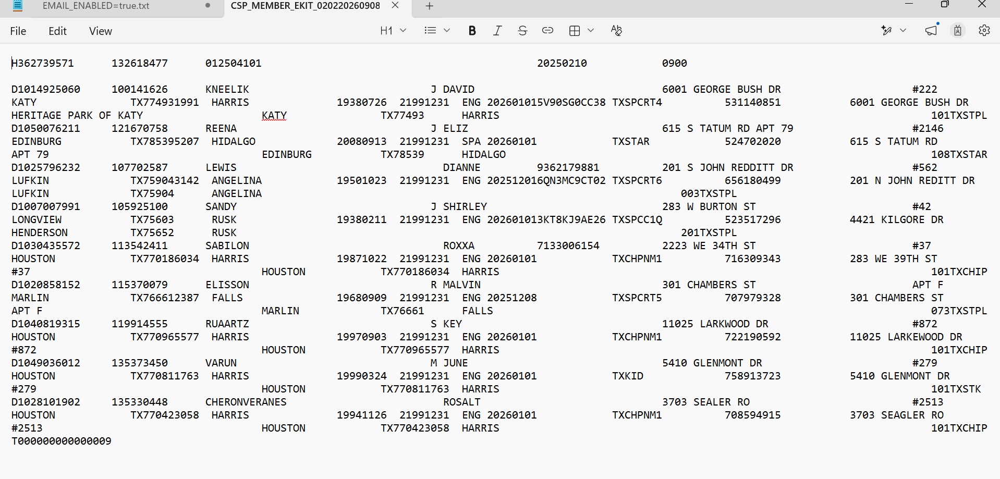 EMAIL_ENABLED=true.txt CSP_MEMBER_EKIT_020220260908
File Edit View H1 B I S
H362739571 132618477 012504101 20250210 0900
D1014925060 100141626 KNEELIK J DAVID 6001 GEORGE BUSH DR #222
KATY TX774931991 HARRIS 19380726 21991231 ENG 202601015V90SG0CC38 TXSPCRT4 531140851 6001 GEORGE BUSH DR
HERITAGE PARK OF KATY KATY TX77493 HARRIS 101TXSTPL
D1050076211 121670758 REENA J ELIZ 615 S TATUM RD APT 79 #2146
EDINBURG TX785395207 HIDALGO 20080913 21991231 SPA 20260101 TXSTAR 524702020 615 S TATUM RD
APT 79 EDINBURG TX78539 HIDALGO 108TXSTAR
D1025796232 107702587 LEWIS DIANNE 9362179881 201 S JOHN REDDITT DR #562
LUFKIN TX759043142 ANGELINA 19501023 21991231 ENG 202512016QN3MC9CT02 TXSPCRT6 656180499 201 N JOHN REDITT DR
LUFKIN TX75904 ANGELINA 003TXSTPL
D1007007991 105925100 SANDY J SHIRLEY 283 W BURTON ST #42
LONGVIEW TX75603 RUSK 19380211 21991231 ENG 202601013KT8KJ9AE26 TXSPCC1Q 523517296 4421 KILGORE DR
HENDERSON TX75652 RUSK 201TXSTPL
D1030435572 113542411 SABILON ROXXA 7133006154 2223 WE 34TH ST #37
HOUSTON TX770186034 HARRIS 19871022 21991231 ENG 20260101 TXCHPNM1 716309343 283 WE 39TH ST
#37 HOUSTON TX770186034 HARRIS 101TXCHIP
D1020858152 115370079 ELISSON R MALVIN 301 CHAMBERS ST APT F
MARLIN TX766612387 FALLS 19680909 21991231 ENG 20251208 TXSPCRT5 707979328 301 CHAMBERS ST
APT F MARLIN TX76661 FALLS 073TXSTPL
D1040819315 119914555 RUAARTZ S KEY 11025 LARKWOOD DR #872
HOUSTON TX770965577 HARRIS 19970903 21991231 ENG 20260101 TXCHPNM1 722190592 11025 LARKEWOOD DR
#872 HOUSTON TX770965577 HARRIS 101TXCHIP
D1049036012 135373450 VARUN M JUNE 5410 GLENMONT DR #279
HOUSTON TX770811763 HARRIS 19990324 21991231 ENG 20260101 TXKID 758913723 5410 GLENMONT DR
#279 HOUSTON TX770811763 HARRIS 101TXSTK
D1028101902 135330448 CHERONVERANES ROSALT 3703 SEALER RO #2513
HOUSTON TX770423058 HARRIS 19941126 21991231 ENG 20260101 TXCHPNM1 708594915 3703 SEAGLER RO
#2513 HOUSTON TX770423058 HARRIS 101TXCHIP
T000000000000009